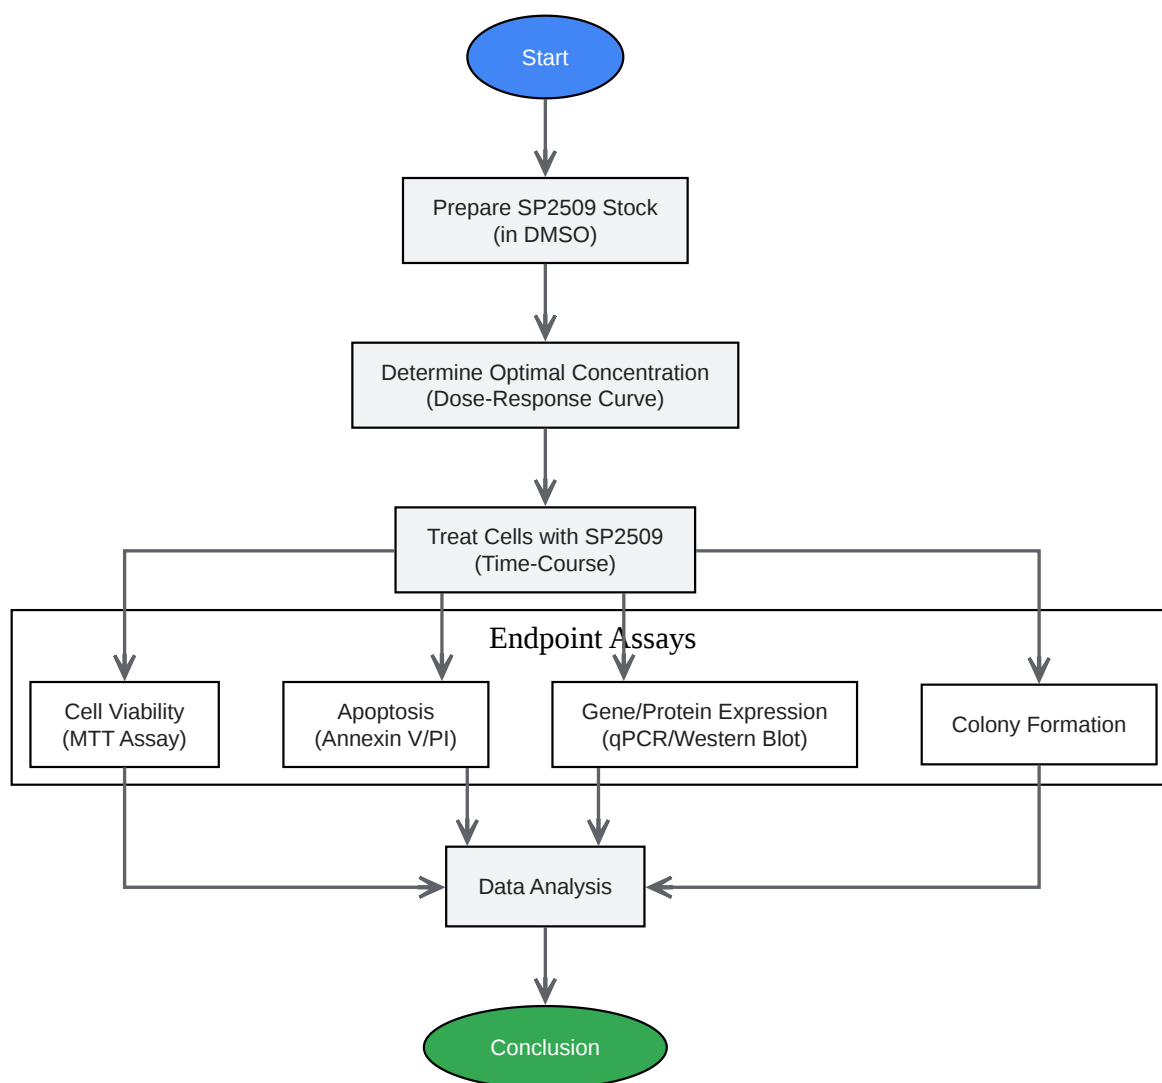 Start
Prepare SP2509 Stock
(in DMSO)
Determine Optimal Concentration
(Dose-Response Curve)
Treat Cells with SP2509
(Time-Course)
Endpoint Assays
Cell Viability
(MTT Assay)
Apoptosis
(Annexin V/PI)
Gene/Protein Expression
(qPCR/Western Blot)
Colony Formation
Data Analysis
Conclusion